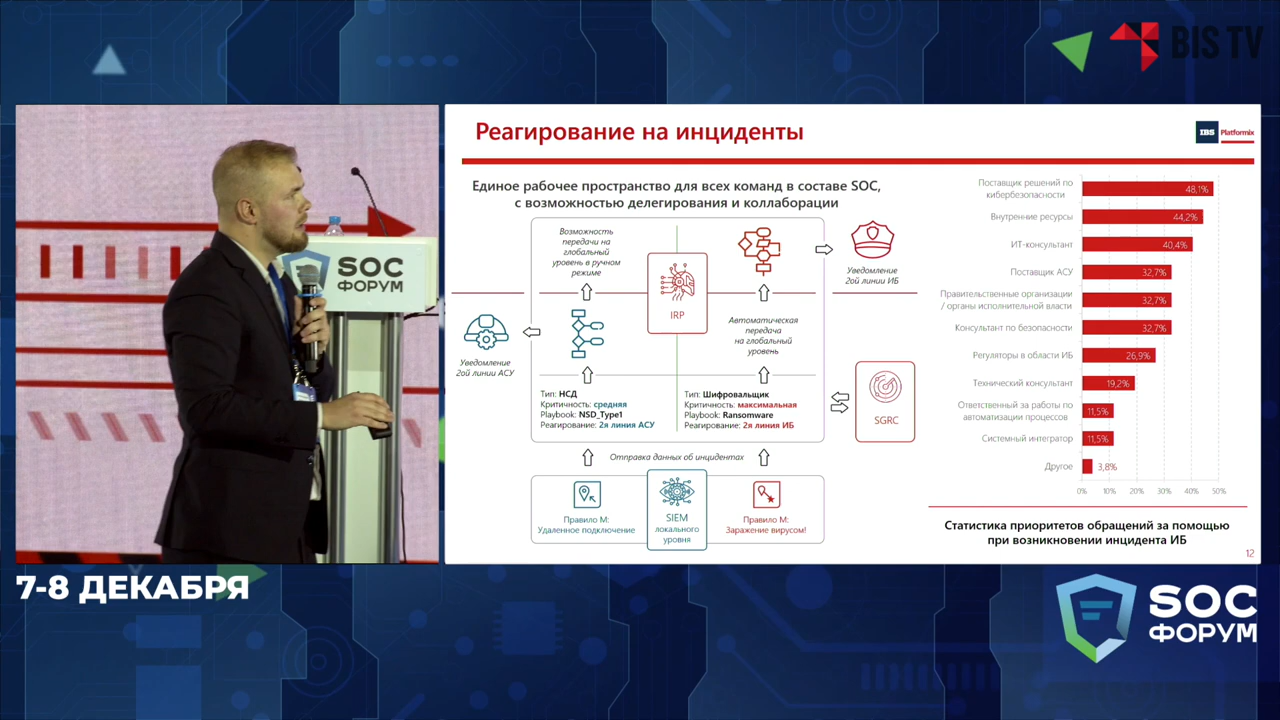 BIS TV
SOC
ФОРУМ
7-8 ДЕКАБРЯ
Реагирование на инциденты
IBS Platformix
Единое рабочее пространство для всех команд в составе SOC,
с возможностью делегирования и коллаборации
Возможность
передачи на
глобальный
уровень в ручном
режиме
IRP
Уведомление
2ой линии ИБ
Автоматическая
передача
на глобальный
уровень
Уведомление
2ой линии АСУ
Тип: НСД
Критичность: средняя
Playbook: NSD_Type1
Реагирование: 2я линия АСУ
Тип: Шифровальщик
Критичность: максимальная
Playbook: Ransomware
Реагирование: 2я линия ИБ
SGRC
Отправка данных об инцидентах
Правило М:
Удаленное подключение
SIEM
локального
уровня
Правило М:
Заражение вирусом!
Поставщик решений по
кибербезопасности
48,1%
Внутренние ресурсы
44,2%
ИТ-консультант
40,4%
Поставщик АСУ
32,7%
Правительственные организации
/ органы исполнительной власти
32,7%
Консультант по безопасности
32,7%
Регуляторы в области ИБ
26,9%
Технический консультант
19,2%
Ответственный за работы по
автоматизации процессов
11,5%
Системный интегратор
11,5%
Другое
3,8%
0% 10% 20% 30% 40% 50%
Статистика приоритетов обращений за помощью
при возникновении инцидента ИБ
12
SOC
ФОРУМ